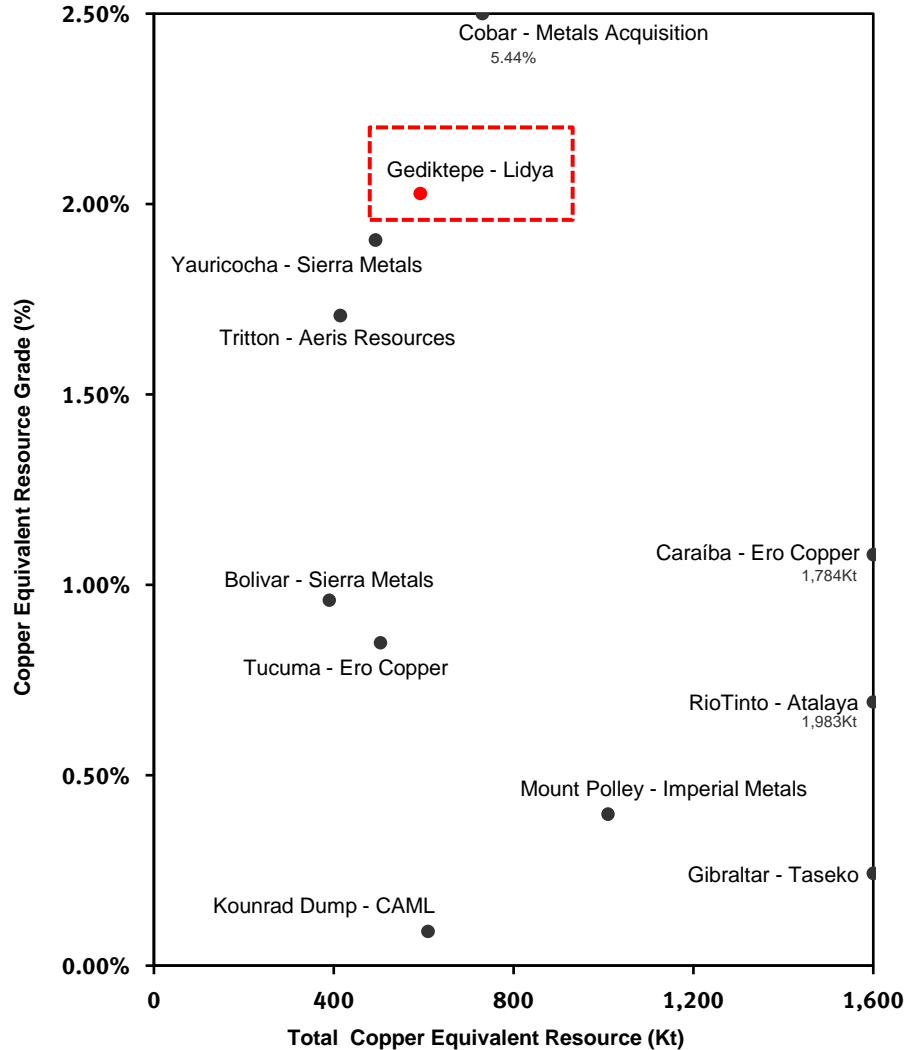 2.50%
Cobar - Metals Acquisition
5.44%
Gediktepe - Lidya
2.00%
Yauricocha - Sierra Metals
Tritton - Aeris Resources
1.50%
Copper Equivalent Resource Grade (%)
Caraíba - Ero Copper
1,784Kt
Bolivar - Sierra Metals
1.00%
Tucuma - Ero Copper
RioTinto - Atalaya
1,983Kt
0.50%
Mount Polley - Imperial Metals
Gibraltar - Taseko
Kounrad Dump - CAML
0.00%
0 400 800 1,200 1,600
Total Copper Equivalent Resource (Kt)